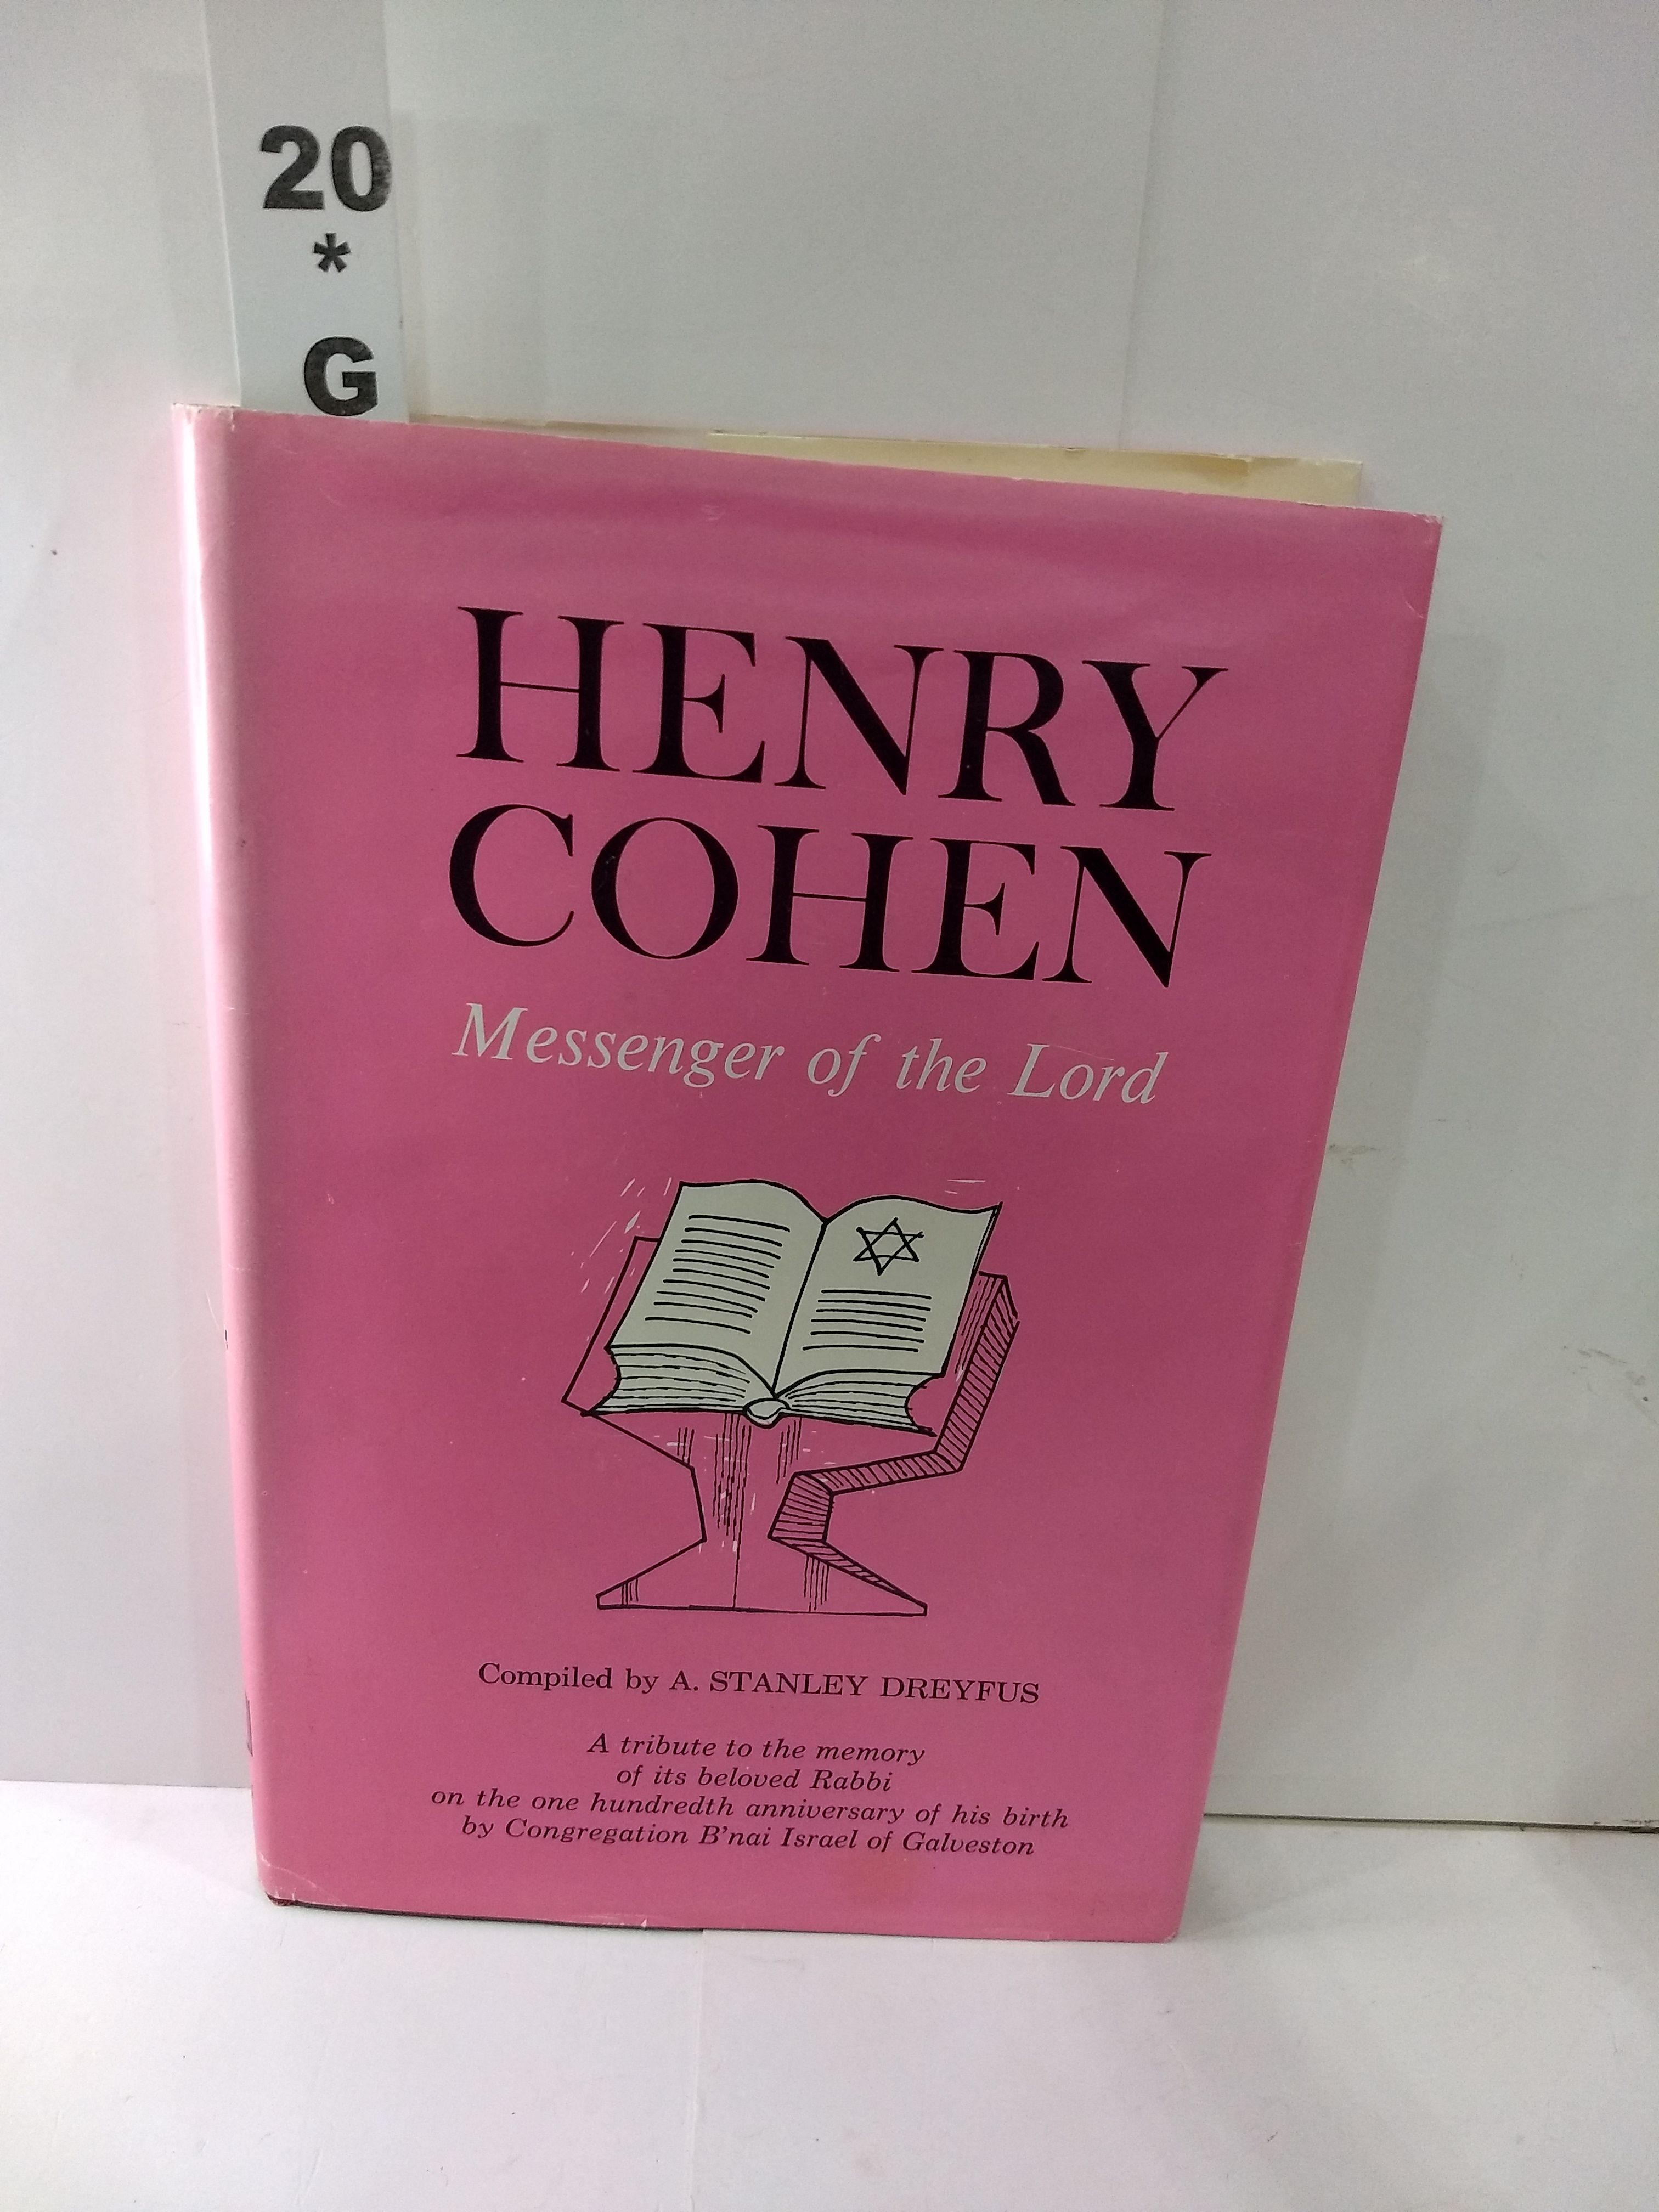 20
*
G
HENRY
COHEN
Messenger of the Lord
Compiled by A. STANLEY DREYFUS
A tribute to the memory
of its beloved Rabbi
on the one hundredth anniversary of his birth
by Congregation B'nai Israel of Galveston